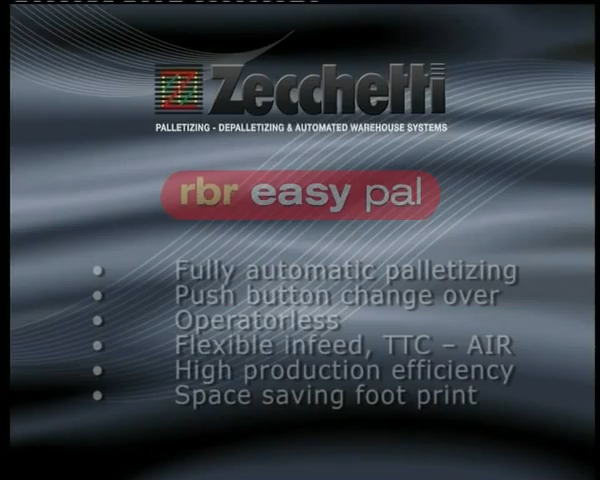 Zecchetti
PALLETIZING - DEPALLETIZING & AUTOMATED WAREHOUSE SYSTEMS
rbr easy pal
• Fully automatic palletizing
• Push button change over
• Operatorless
• Flexible infeed, TTC – AIR
• High production efficiency
• Space saving foot print